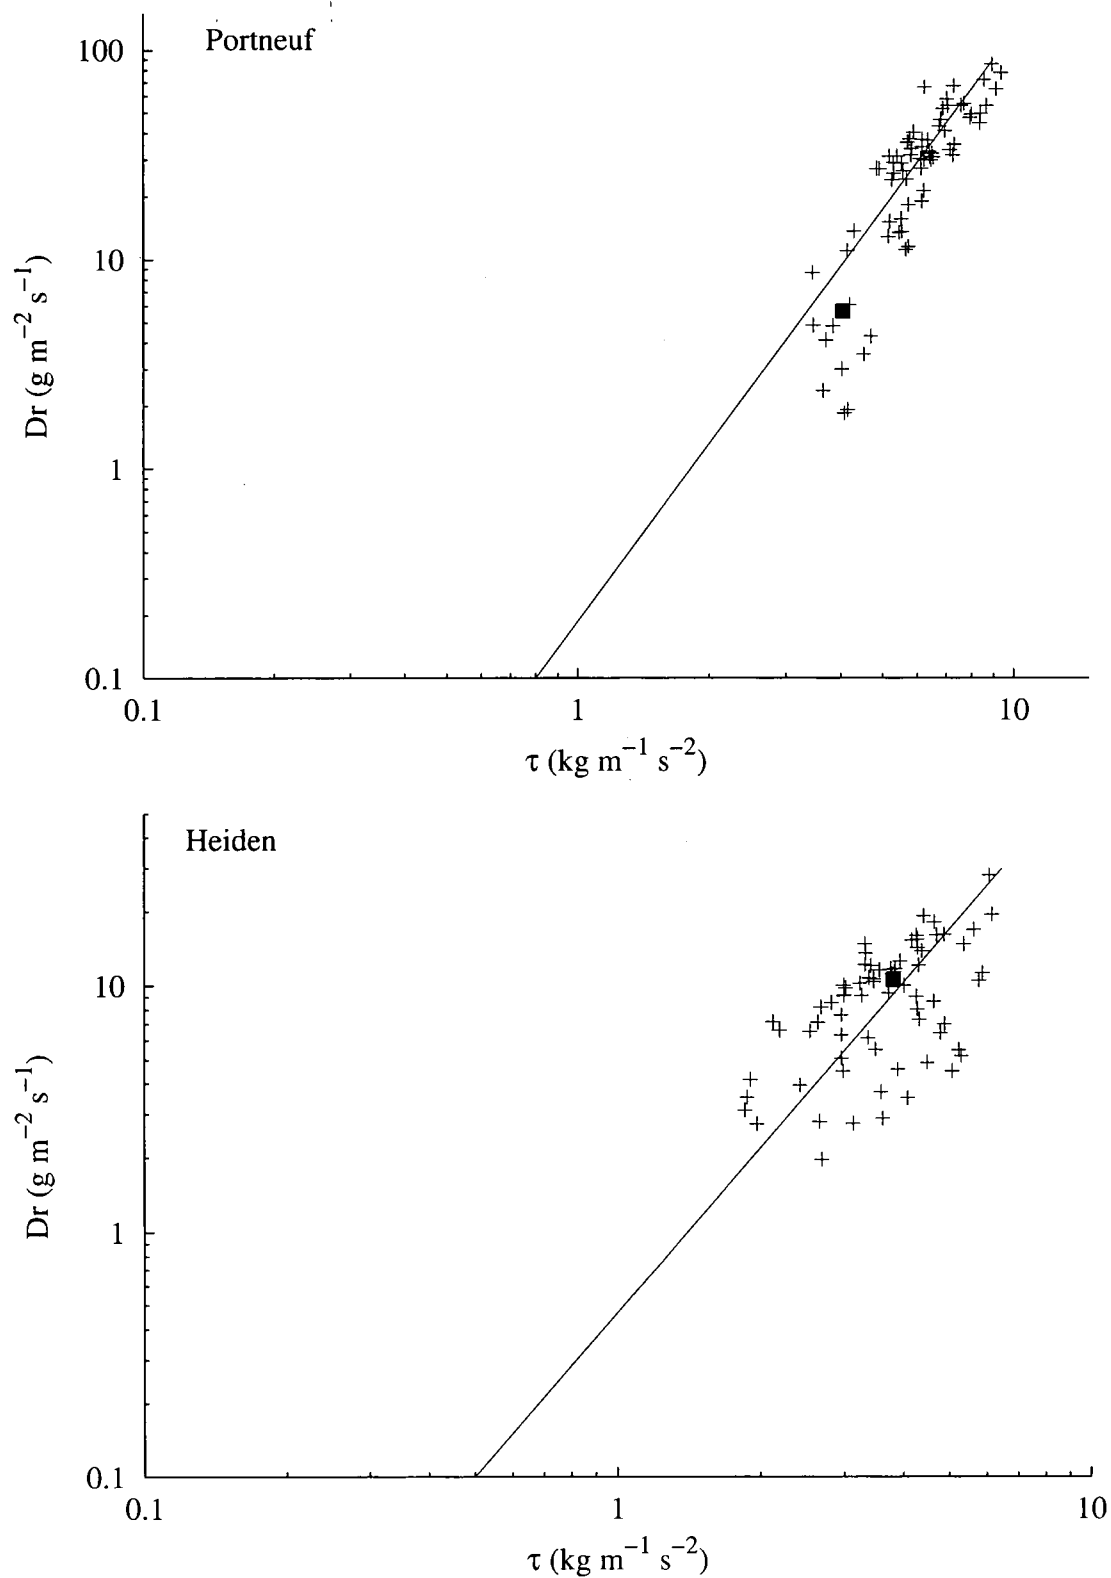 Portneuf
100
10
1
0.1
Dr (g m⁻² s⁻¹)
0.1 1 10
τ (kg m⁻¹ s⁻²)
Heiden
10
1
0.1
Dr (g m⁻² s⁻¹)
0.1 1 10
τ (kg m⁻¹ s⁻²)